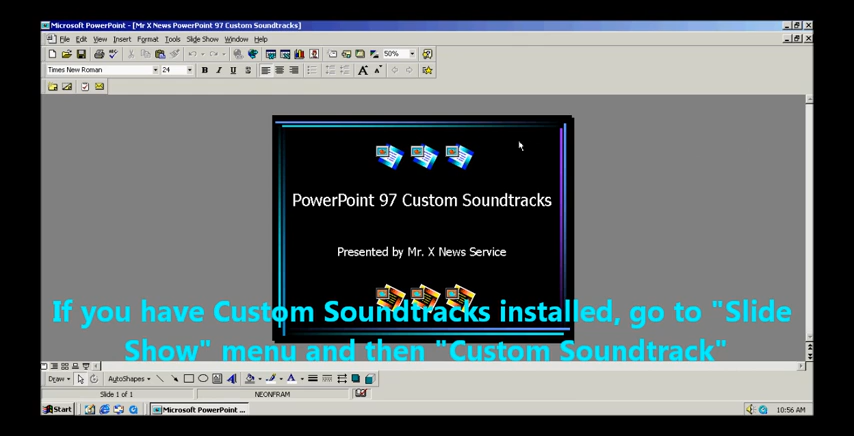 Microsoft PowerPoint - [Mr X News PowerPoint 97 Custom Soundtracks]
File Edit View Insert Format Tools Slide Show Window Help
50%
Times New Roman 24 B I U S A A
PowerPoint 97 Custom Soundtracks
Presented by Mr. X News Service
If you have Custom Soundtracks installed, go to "Slide
Show" menu and then "Custom Soundtrack"
Draw AutoShapes
Slide 1 of 1 NEONFRAM
Start Microsoft PowerPoint ... 10:56 AM